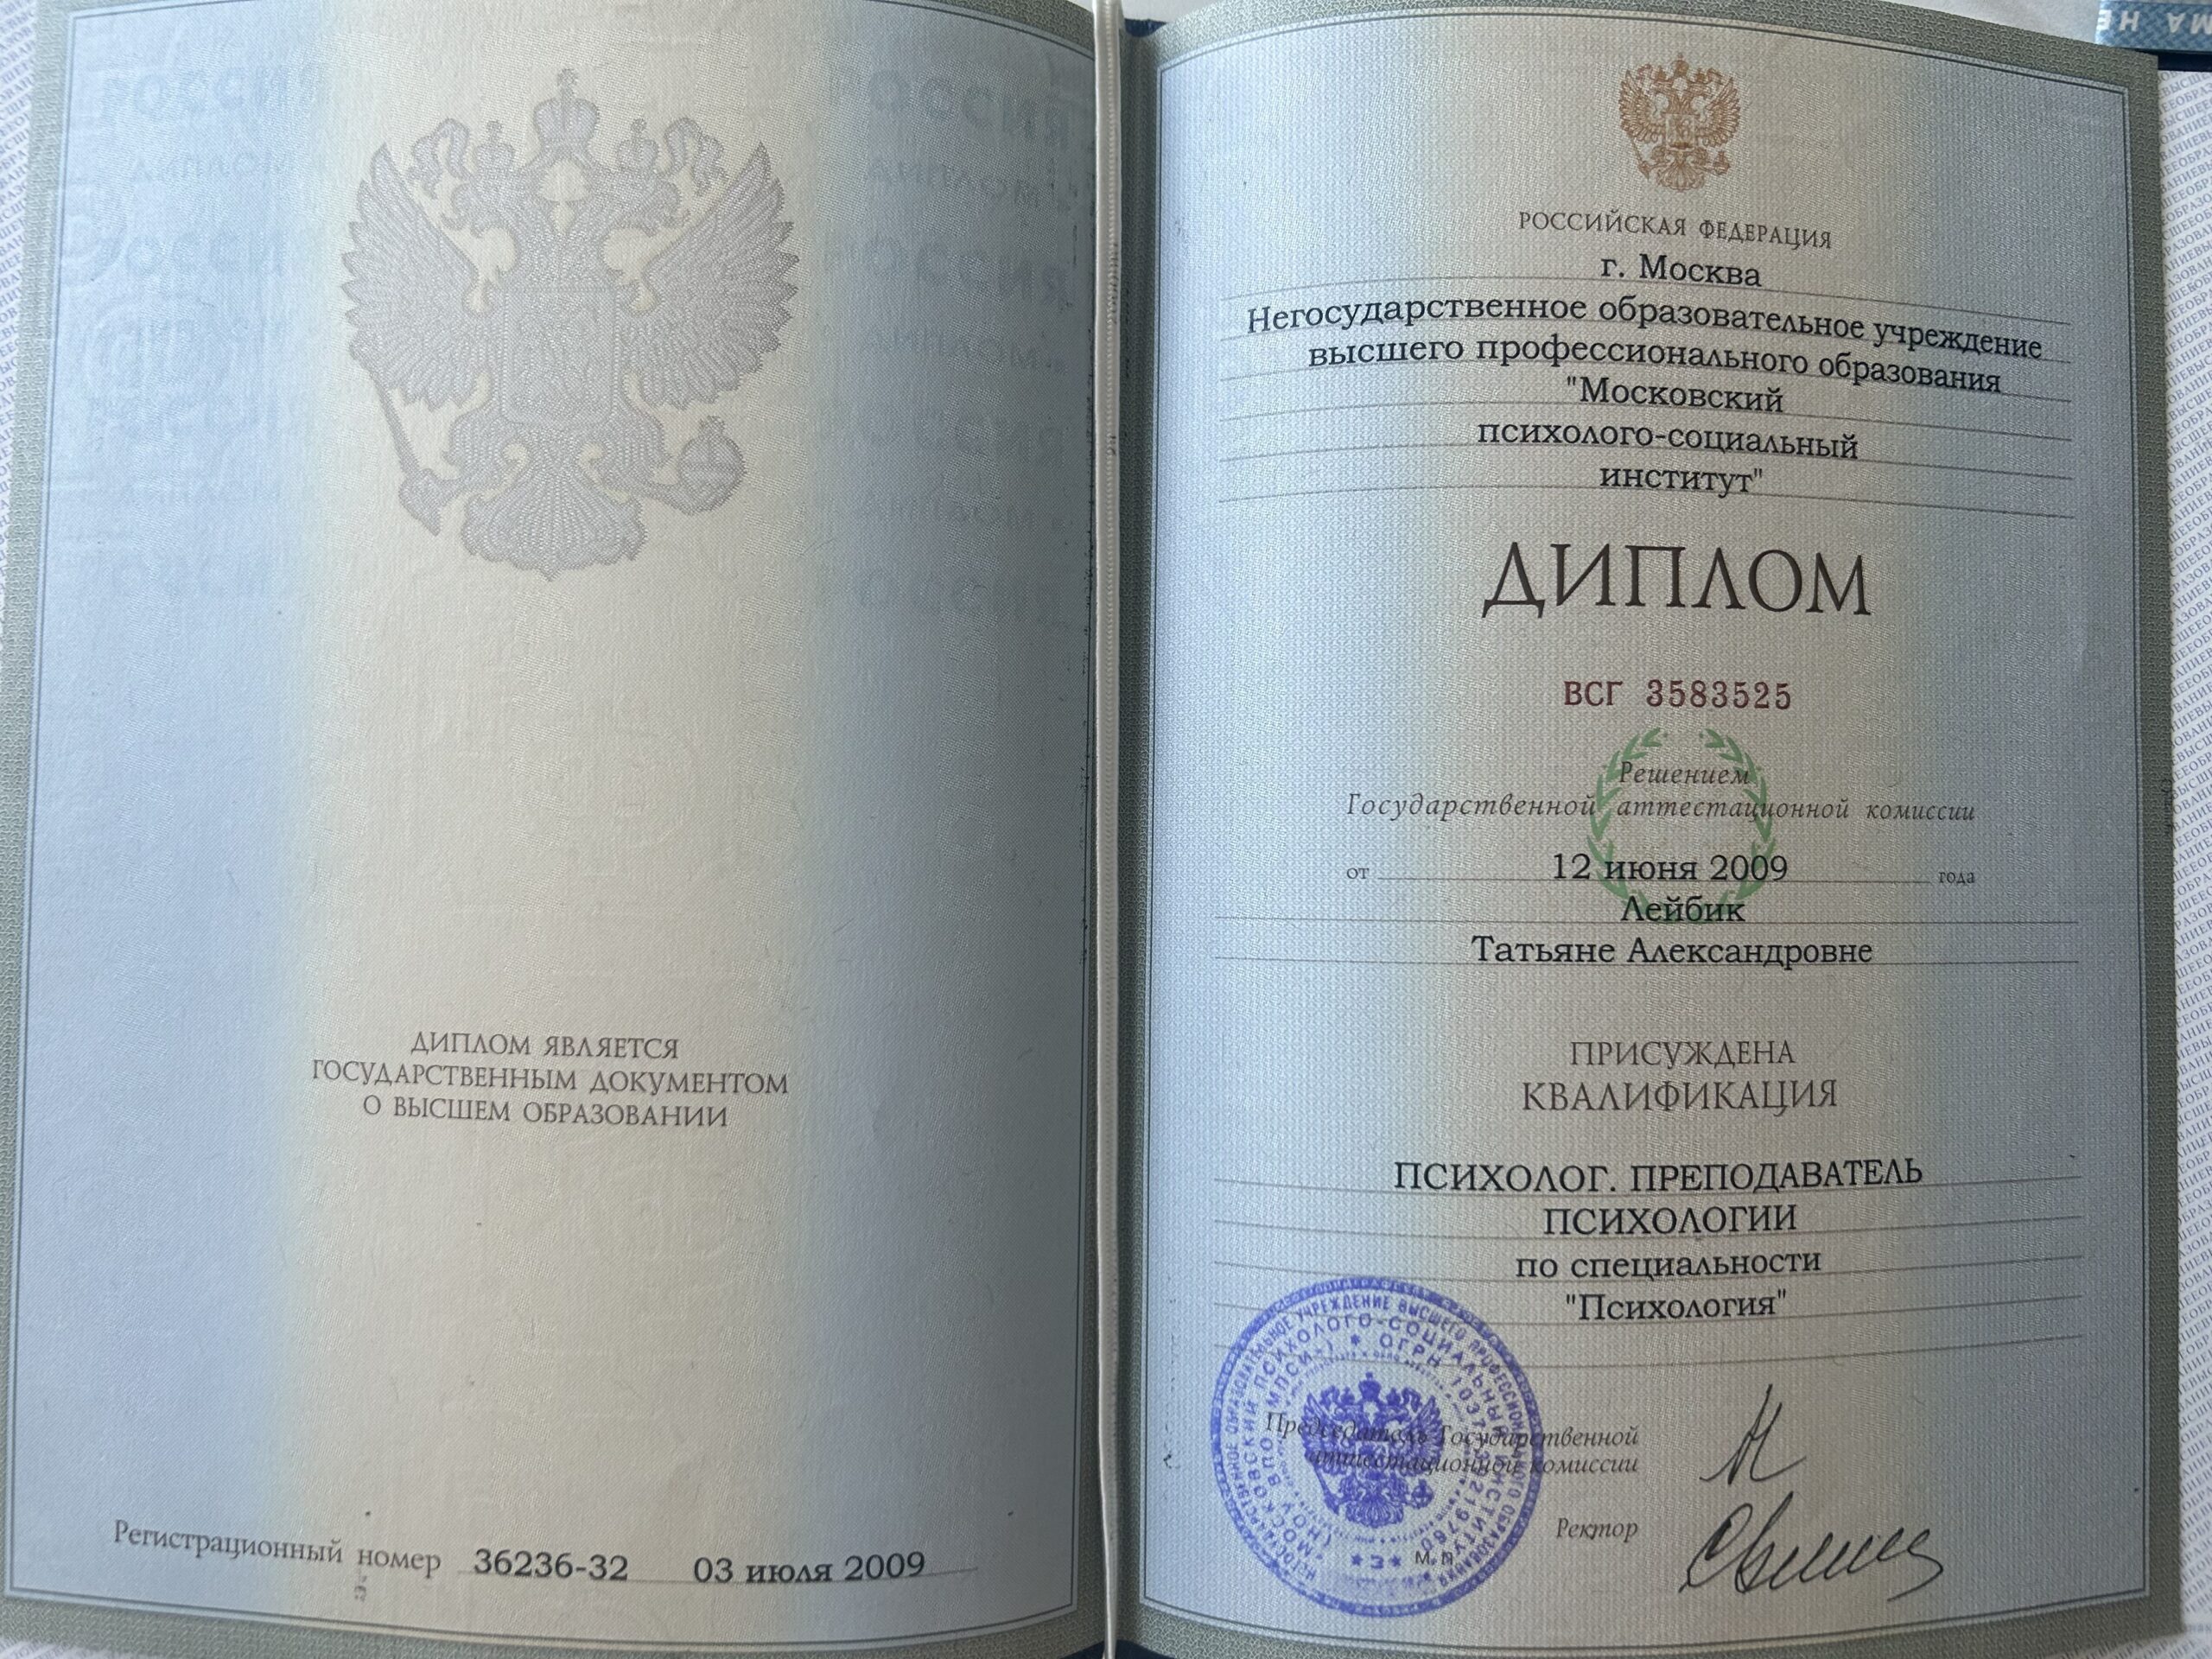 ДИПЛОМ ЯВЛЯЕТСЯ
ГОСУДАРСТВЕННЫМ ДОКУМЕНТОМ
О ВЫСШЕМ ОБРАЗОВАНИИ
Регистрационный номер 36236-32 03 июля 2009
РОССИЙСКАЯ ФЕДЕРАЦИЯ
г. Москва
Негосударственное образовательное учреждение
высшего профессионального образования
"Московский
психолого-социальный
институт"
ДИПЛОМ
ВСГ 3583525
Решением
Государственной аттестационной комиссии
от 12 июня 2009 года
Лейбик
Татьяне Александровне
ПРИСУЖДЕНА
КВАЛИФИКАЦИЯ
ПСИХОЛОГ. ПРЕПОДАВАТЕЛЬ
ПСИХОЛОГИИ
по специальности
"Психология"
Председатель Государственной
аттестационной комиссии
Ректор
М. П.